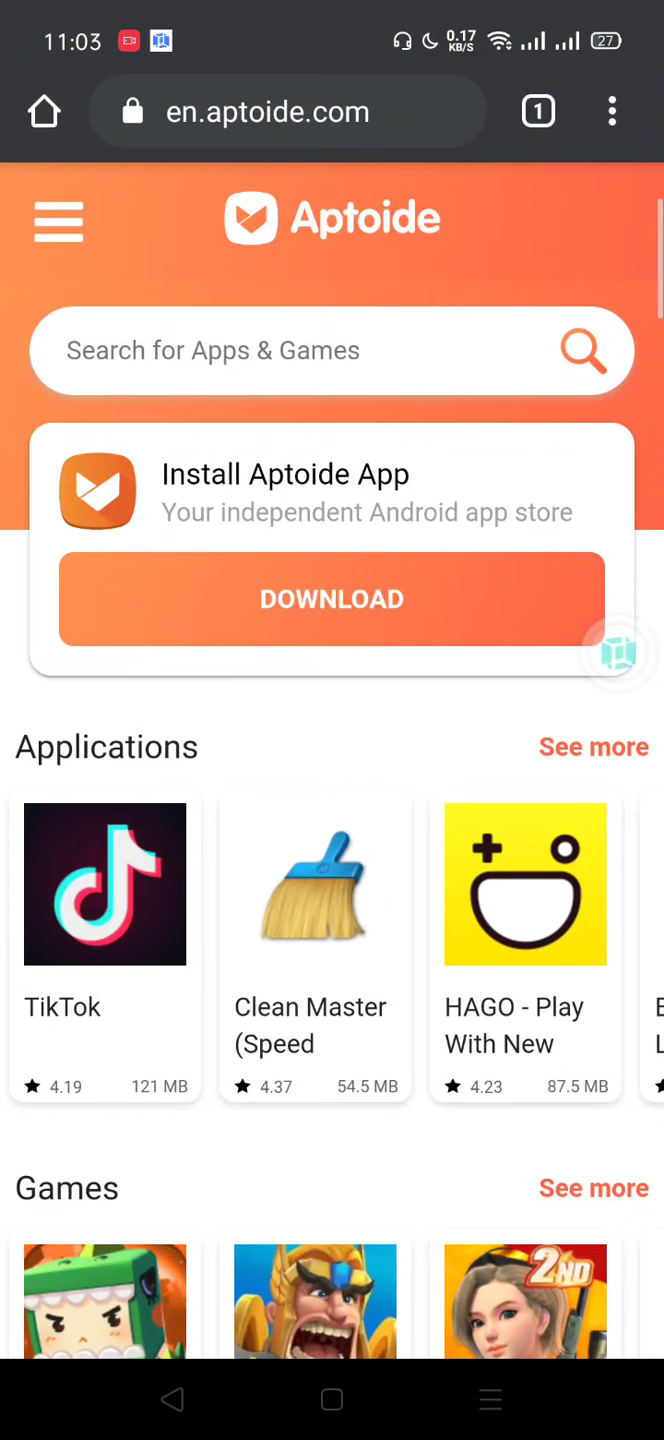 11:03
0.17
KB/S
27
en.aptoide.com
1
Aptoide
Search for Apps & Games
Install Aptoide App
Your independent Android app store
DOWNLOAD
Applications
See more
TikTok
4.19
121 MB
Clean Master
(Speed
4.37
54.5 MB
HAGO - Play
With New
4.23
87.5 MB
Games
See more
2ND